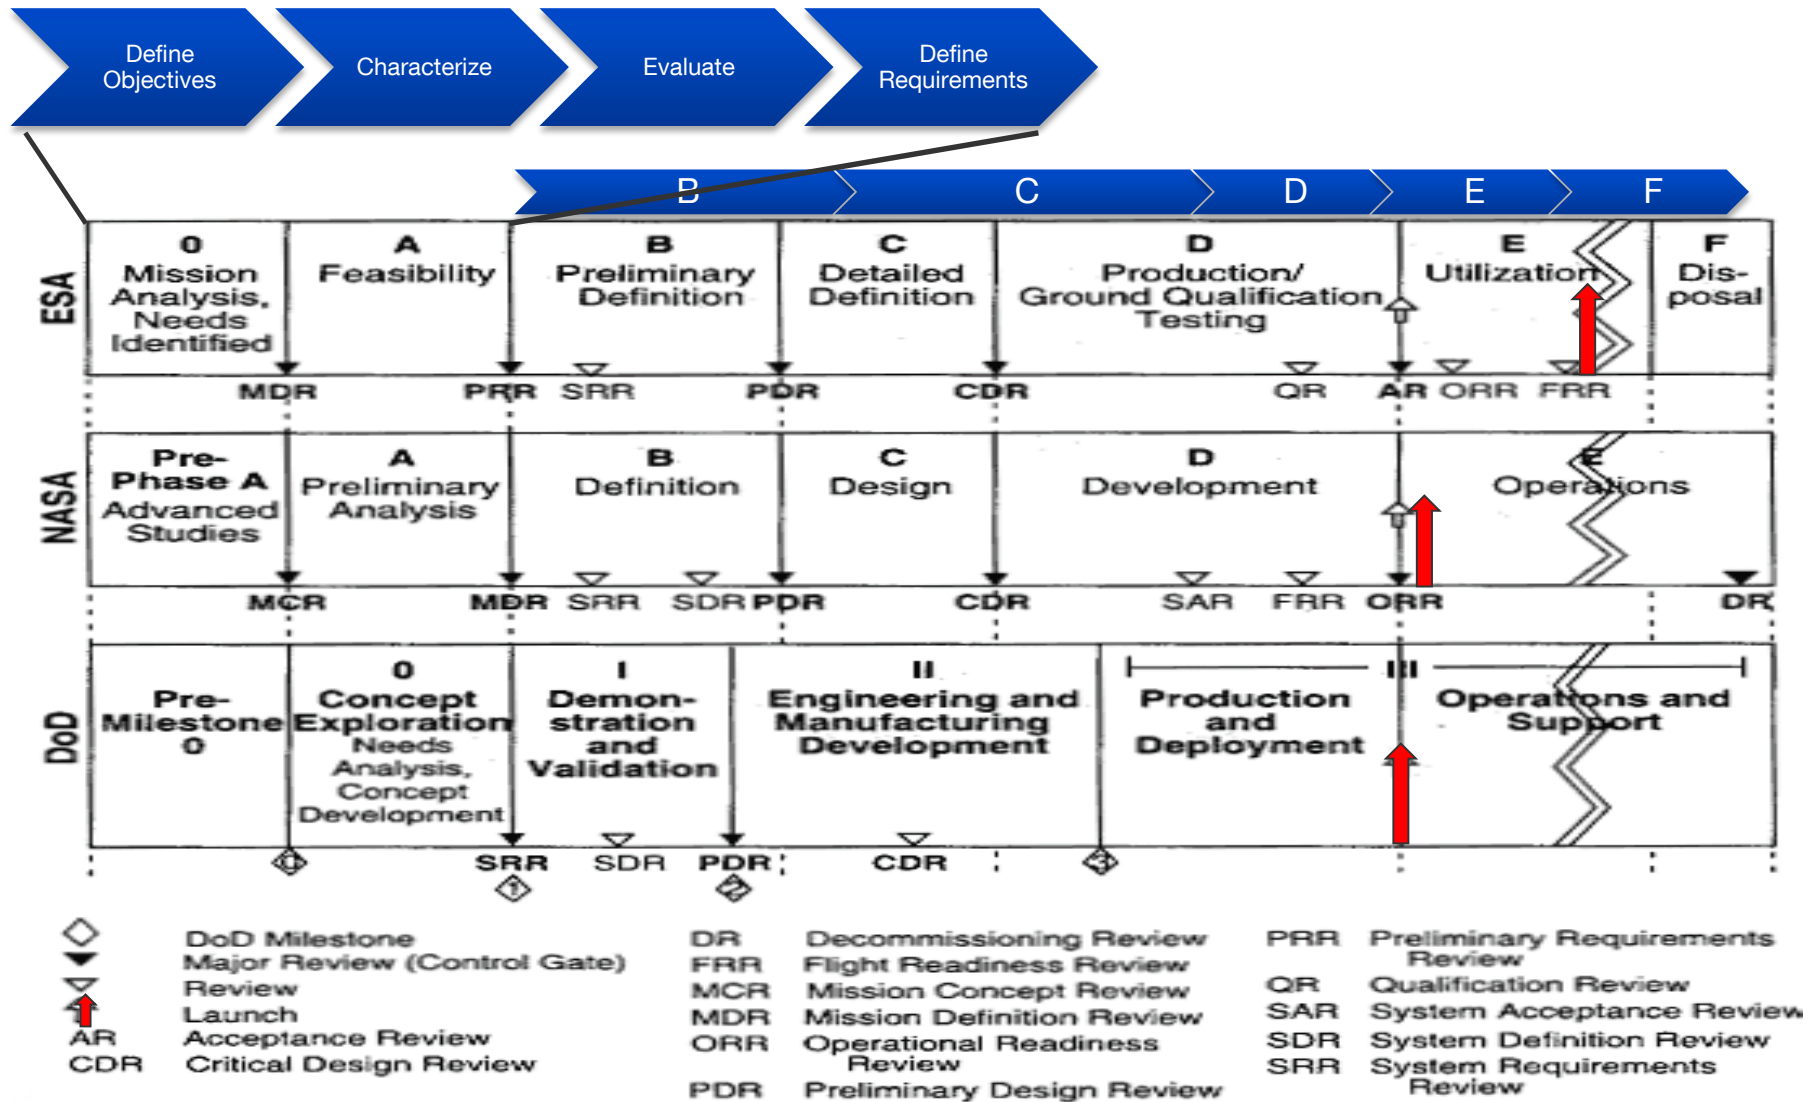 Define
Objectives
Characterize
Evaluate
Define
Requirements
B
C
D
E
F
ESA
0
Mission
Analysis,
Needs
Identified
A
Feasibility
B
Preliminary
Definition
C
Detailed
Definition
D
Production/
Ground Qualification
Testing
E
Utilization
F
Dis-
posal
MDR
PRR
SRR
PDR
CDR
QR
AR
ORR
FRR
NASA
Pre-
Phase A
Advanced
Studies
A
Preliminary
Analysis
B
Definition
C
Design
D
Development
E
Operations
MCR
MDR
SRR
SDR
PDR
CDR
SAR
FRR
ORR
DR
DoD
Pre-
Milestone
0
0
Concept
Exploration
Needs
Analysis,
Concept
Development
I
Demon-
stration
and
Validation
II
Engineering and
Manufacturing
Development
III
Production
and
Deployment
Operations and
Support
0
SRR
1
SDR
PDR
2
CDR
3
DoD Milestone
Major Review (Control Gate)
Review
Launch
AR Acceptance Review
CDR Critical Design Review
DR Decommissioning Review
FRR Flight Readiness Review
MCR Mission Concept Review
MDR Mission Definition Review
ORR Operational Readiness
Review
PDR Preliminary Design Review
PRR Preliminary Requirements
Review
QR Qualification Review
SAR System Acceptance Review
SDR System Definition Review
SRR System Requirements
Review